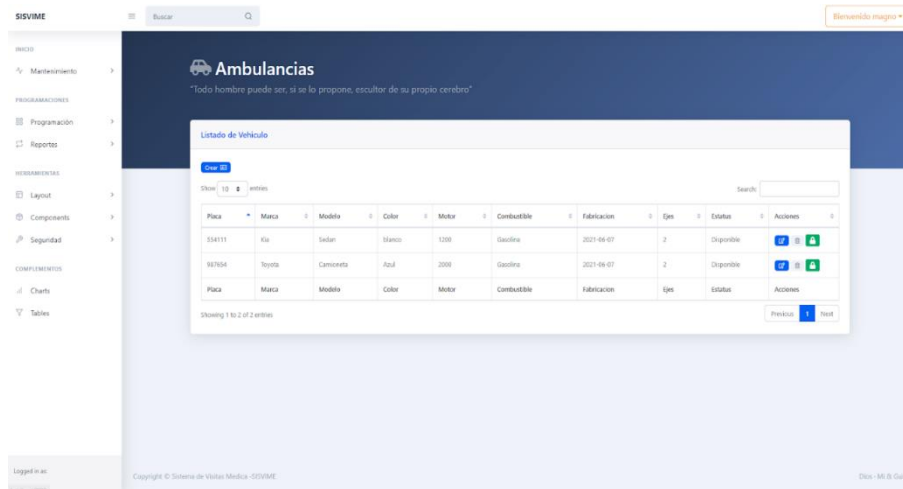 SISVIME
Buscar
Bienvenido magno
INICIO
Mantenimiento
PROGRAMACIONES
Programación
Reportes
HERRAMIENTAS
Layout
Components
Seguridad
COMPLEMENTOS
Charts
Tables
Logged in as:
Ambulancias
"Todo hombre puede ser, si se lo propone, escultor de su propio cerebro"
Listado de Vehiculo
Crear
Show 10 entries
Search:
Placa Marca Modelo Color Motor Combustible Fabricacion Ejes Estatus Acciones
554111 Kia Sedan blanco 1200 Gasolina 2021-06-07 2 Disponible
987654 Toyota Camioneta Azul 2000 Gasolina 2021-06-07 2 Disponible
Placa Marca Modelo Color Motor Combustible Fabricacion Ejes Estatus Acciones
Showing 1 to 2 of 2 entries
Previous 1 Next
Copyright © Sistema de Visitas Medica -SISVIME